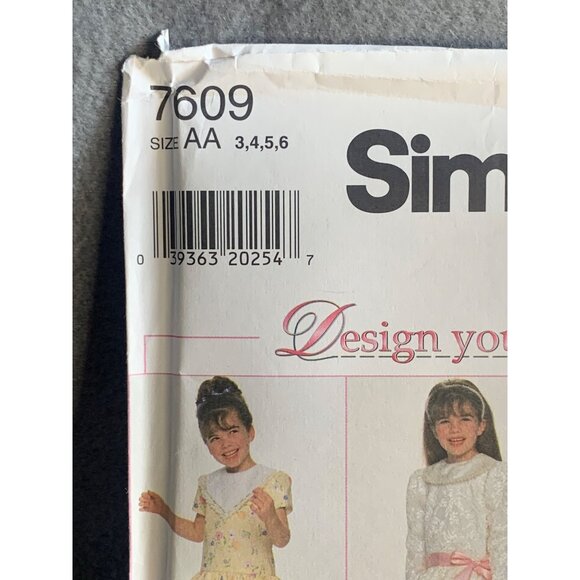 7609
SIZE AA 3,4,5,6
Sim
0 39363 20254 7
Design you